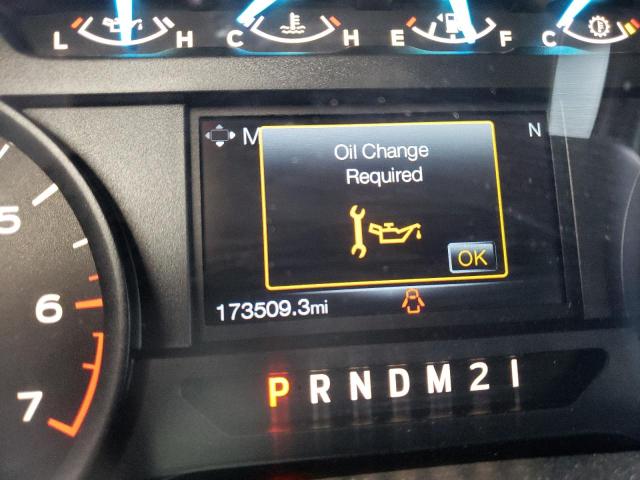 L H C H E F C
M
N
Oil Change
Required
OK
173509.3mi
5
6
7
P R N D M 2 1